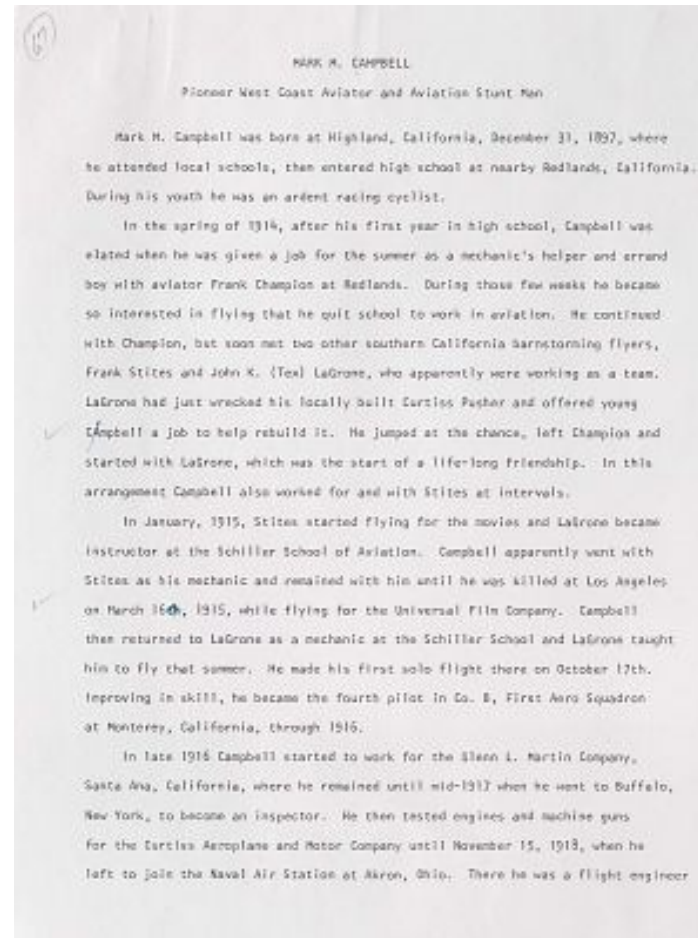 67
MARK M. CAMPBELL
Pioneer West Coast Aviator and Aviation Stunt Man
Mark M. Campbell was born at Highland, California, December 31, 1897, where
he attended local schools, then entered high school at nearby Redlands, California.
During his youth he was an ardent racing cyclist.
In the spring of 1914, after his first year in high school, Campbell was
elated when he was given a job for the summer as a mechanic's helper and errand
boy with aviator Frank Champion at Redlands. During those few weeks he became
so interested in flying that he quit school to work in aviation. He continued
with Champion, but soon met two other southern California barnstorming flyers,
Frank Stites and John K. (Tex) LaGrone, who apparently were working as a team.
LaGrone had just wrecked his locally built Curtiss Pusher and offered young
Campbell a job to help rebuild it. He jumped at the chance, left Champion and
started with LaGrone, which was the start of a life-long friendship. In this
arrangement Campbell also worked for and with Stites at intervals.
In January, 1915, Stites started flying for the movies and LaGrone became
instructor at the Schiller School of Aviation. Campbell apparently went with
Stites as his mechanic and remained with him until he was killed at Los Angeles
on March 16th, 1915, while flying for the Universal Film Company. Campbell
then returned to LaGrone as a mechanic at the Schiller School and LaGrone taught
him to fly that summer. He made his first solo flight there on October 17th.
Improving in skill, he became the fourth pilot in Co. B, First Aero Squadron
at Monterey, California, through 1916.
In late 1916 Campbell started to work for the Glenn L. Martin Company,
Santa Ana, California, where he remained until mid-1917 when he went to Buffalo,
New York, to become an inspector. He then tested engines and machine guns
for the Curtiss Aeroplane and Motor Company until November 15, 1918, when he
left to join the Naval Air Station at Akron, Ohio. There he was a flight engineer